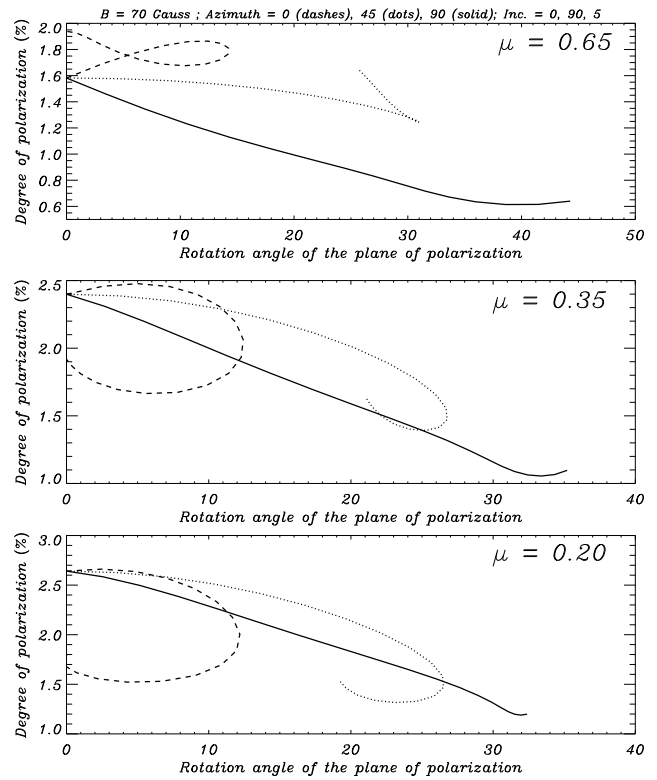 B = 70 Gauss ; Azimuth = 0 (dashes), 45 (dots), 90 (solid); Inc. = 0, 90, 5
μ = 0.65
Degree of polarization (%)
2.0
1.8
1.6
1.4
1.2
1.0
0.8
0.6
0 10 20 30 40 50
Rotation angle of the plane of polarization
μ = 0.35
Degree of polarization (%)
2.5
2.0
1.5
1.0
0 10 20 30 40
Rotation angle of the plane of polarization
μ = 0.20
Degree of polarization (%)
3.0
2.5
2.0
1.5
1.0
0 10 20 30 40
Rotation angle of the plane of polarization